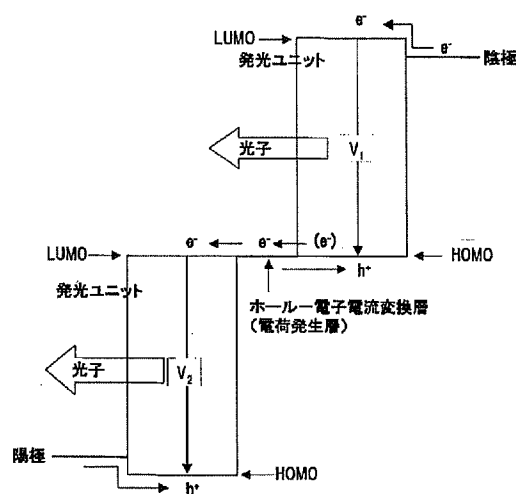 e⁻
LUMO
e⁻
発光ユニット
陰極
光子
V₁
e⁻
e⁻
(e⁻)
LUMO
HOMO
h⁺
発光ユニット
ホール－電子電流変換層
（電荷発生層）
光子
V₂
陽極
HOMO
h⁺